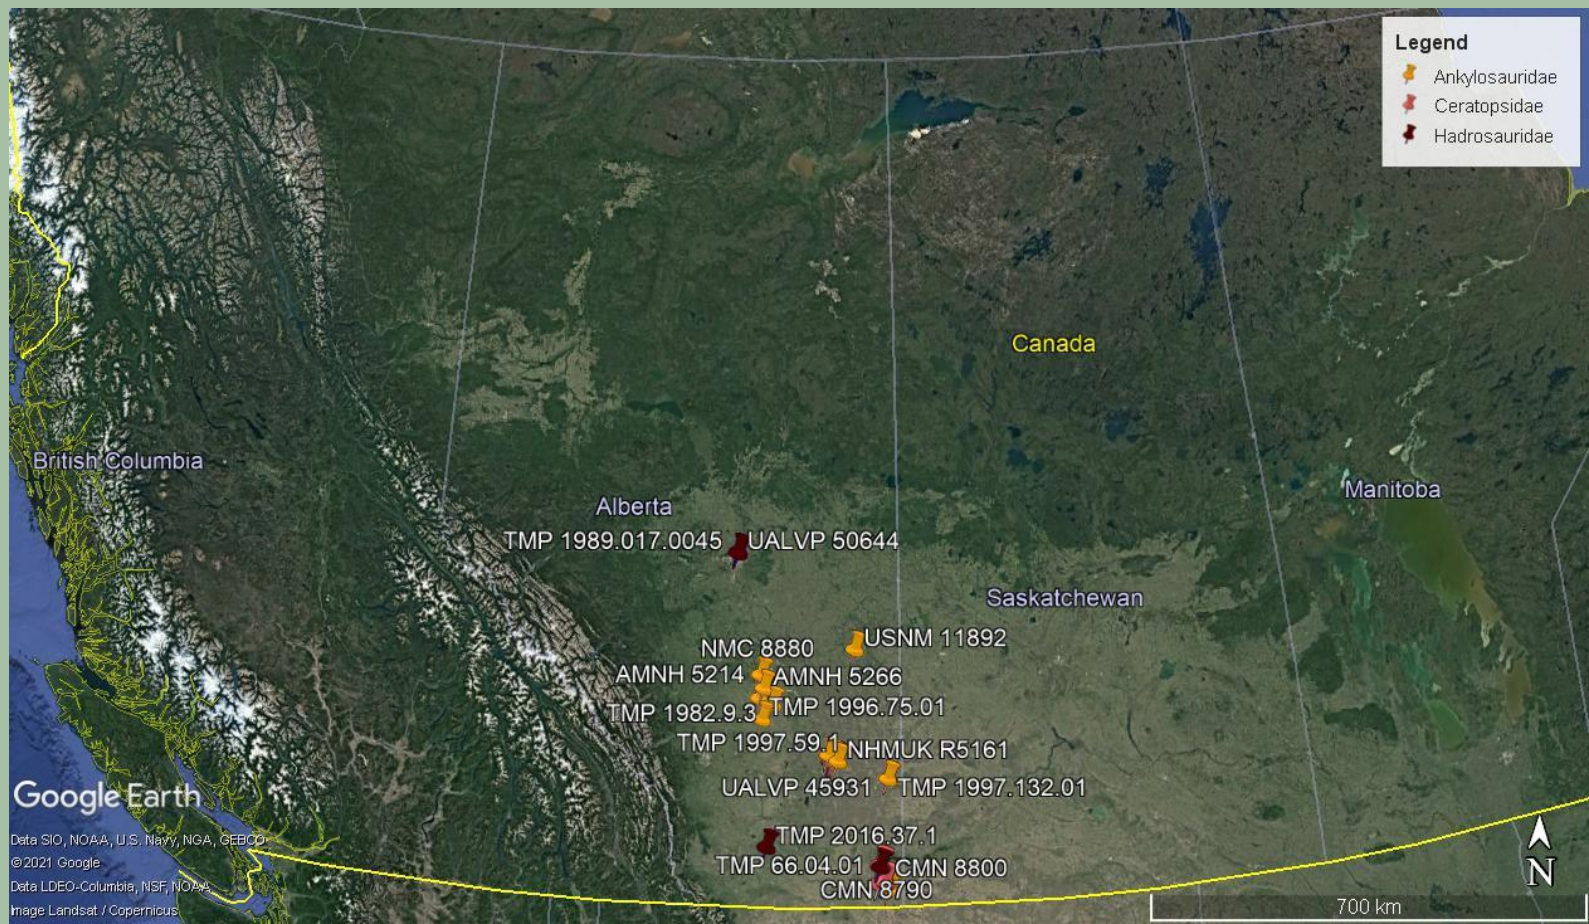 Legend
Ankylosauridae
Ceratopsidae
Hadrosauridae
Canada
British Columbia
Alberta
Manitoba
TMP 1989.017.0045
UALVP 50644
Saskatchewan
USNM 11892
NMC 8880
AMNH 5214
AMNH 5266
TMP 1982.9.3
TMP 1996.75.01
TMP 1997.59.1
NHMUK R5161
UALVP 45931
TMP 1997.132.01
Google Earth
TMP 2016.37.1
TMP 66.04.01
CMN 8800
CMN 8790
Data SIO, NOAA, U.S. Navy, NGA, GEBCO
©2021 Google
Data LDEO-Columbia, NSF, NOAA
Image Landsat / Copernicus
N
700 km